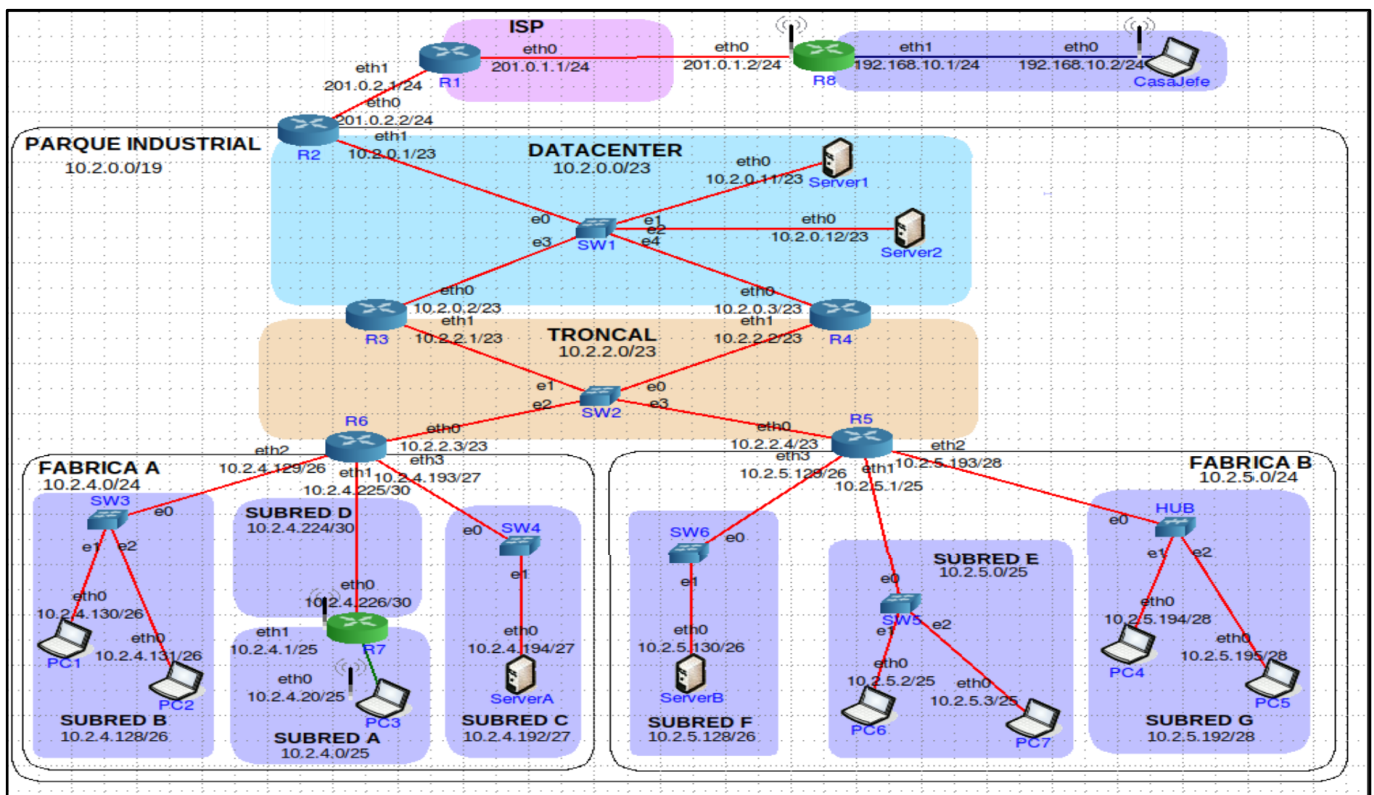 ISP
eth0
201.0.1.1/24
R1
eth1
201.0.2.1/24
eth0
201.0.1.2/24
R8
eth1
192.168.10.1/24
eth0
192.168.10.2/24
CasaJefe
eth0
201.0.2.2/24
R2
eth1
10.2.0.1/23
PARQUE INDUSTRIAL
10.2.0.0/19
DATACENTER
10.2.0.0/23
eth0
10.2.0.11/23
Server1
eth0
10.2.0.12/23
Server2
e0
e1
e2
e3
e4
SW1
eth0
10.2.0.2/23
R3
eth1
10.2.2.1/23
eth0
10.2.0.3/23
R4
eth1
10.2.2.2/23
TRONCAL
10.2.2.0/23
e1
e0
e2
e3
SW2
R6
eth0
10.2.2.3/23
eth2
10.2.4.129/26
eth1
10.2.4.225/30
eth3
10.2.4.193/27
R5
eth0
10.2.2.4/23
eth3
10.2.5.129/26
eth1
10.2.5.1/25
eth2
10.2.5.193/28
FABRICA A
10.2.4.0/24
SW3
e0
e1
e2
eth0
10.2.4.130/26
PC1
eth0
10.2.4.131/26
PC2
SUBRED B
10.2.4.128/26
SUBRED D
10.2.4.224/30
eth0
10.2.4.226/30
R7
eth1
10.2.4.1/25
eth0
10.2.4.20/25
PC3
SUBRED A
10.2.4.0/25
SW4
e0
e1
eth0
10.2.4.194/27
ServerA
SUBRED C
10.2.4.192/27
FABRICA B
10.2.5.0/24
SW6
e0
e1
eth0
10.2.5.130/26
ServerB
SUBRED F
10.2.5.128/26
SUBRED E
10.2.5.0/25
e0
SW5
e1
e2
eth0
10.2.5.2/25
PC6
eth0
10.2.5.3/25
PC7
HUB
e0
e1
e2
eth0
10.2.5.194/28
PC4
eth0
10.2.5.195/28
PC5
SUBRED G
10.2.5.192/28